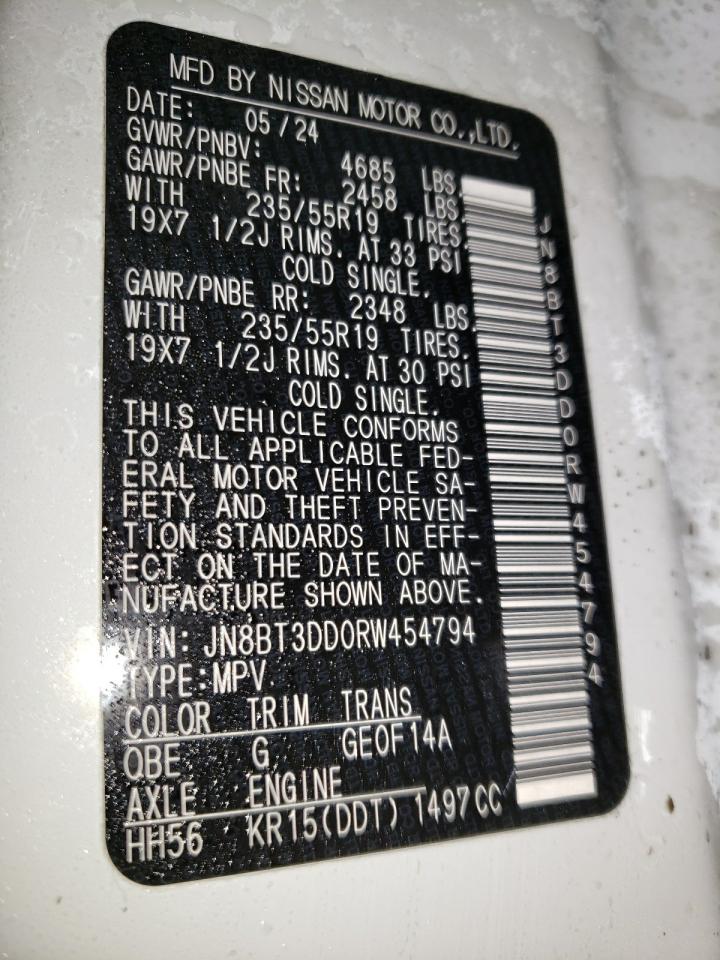 MFD BY NISSAN MOTOR CO.,LTD.
DATE: 05/24
GVWR/PNBV: 4685 LBS.
GAWR/PNBE FR: 2458 LBS.
WITH 235/55R19 TIRES.
19X7 1/2J RIMS. AT 33 PSI
COLD SINGLE.
GAWR/PNBE RR: 2348 LBS.
WITH 235/55R19 TIRES.
19X7 1/2J RIMS. AT 30 PSI
COLD SINGLE.
THIS VEHICLE CONFORMS
TO ALL APPLICABLE FED-
ERAL MOTOR VEHICLE SA-
FETY AND THEFT PREVEN-
TION STANDARDS IN EFF-
ECT ON THE DATE OF MA-
NUFACTURE SHOWN ABOVE.
VIN: JN8BT3DD0RW454794
TYPE:MPV
COLOR TRIM TRANS
QBE G GE0F14A
AXLE ENGINE
HH56 KR15(DDT) 1497CC
JN8BT3DD0RW454794